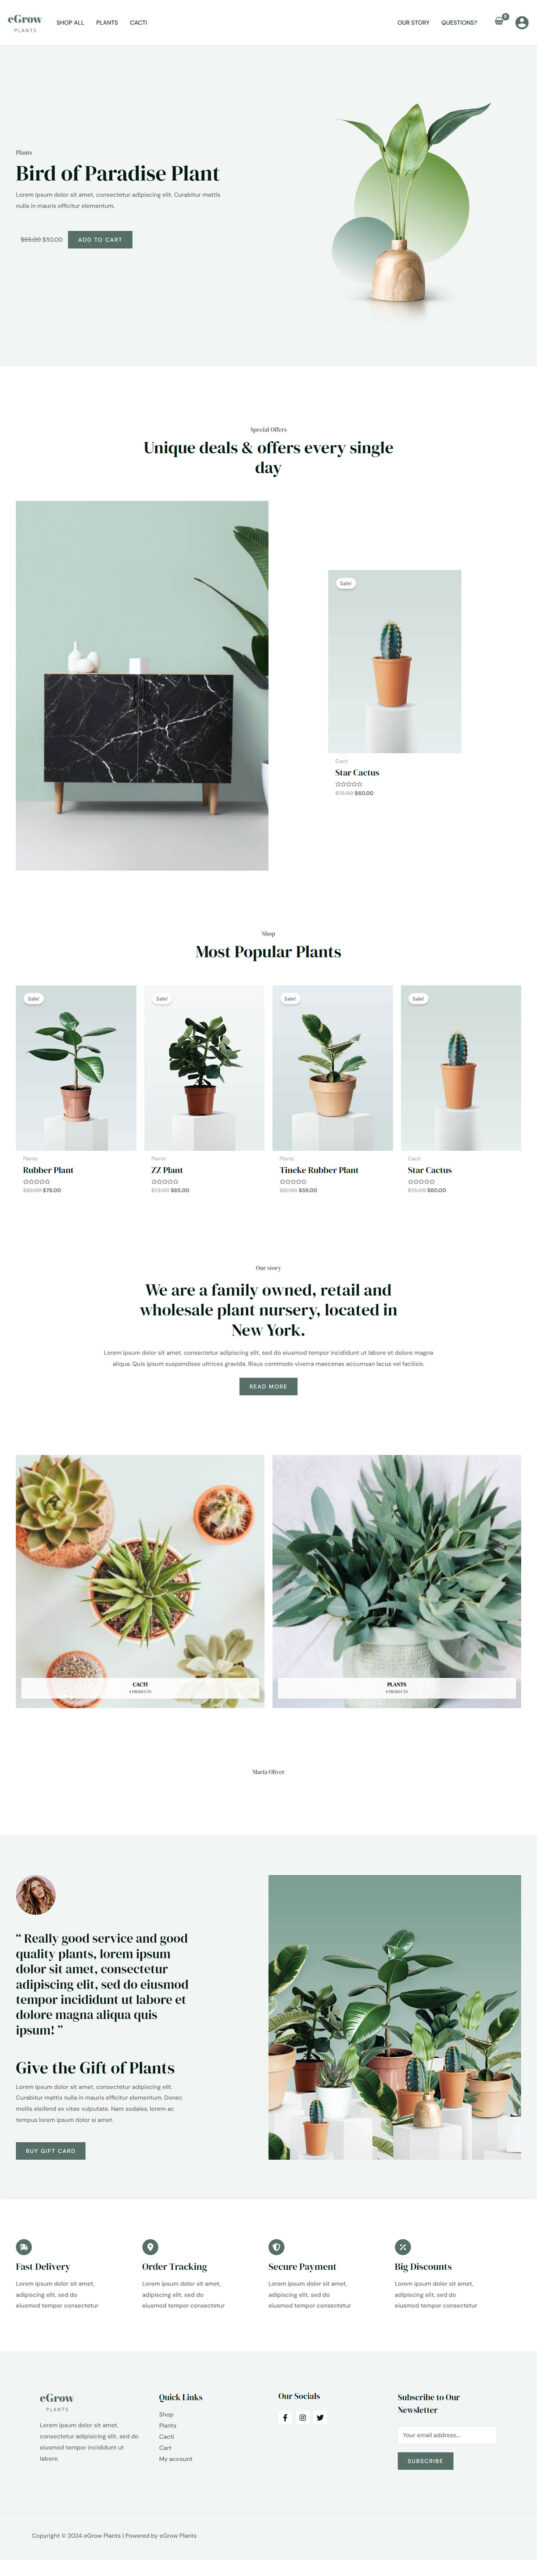 eGrow
PLANTS
SHOP ALL PLANTS CACTI
OUR STORY QUESTIONS?
0
Plants
Bird of Paradise Plant
Lorem ipsum dolor sit amet, consectetur adipiscing elit. Curabitur mattis
nulla in mauris efficitur elementum.
$65.00 $50.00 ADD TO CART
Special Offers
Unique deals & offers every single
day
Sale!
Cacti
Star Cactus
$75.00 $60.00
Shop
Most Popular Plants
Sale!
Plants
Rubber Plant
$89.00 $78.00
Sale!
Plants
ZZ Plant
$73.00 $65.00
Sale!
Plants
Tineke Rubber Plant
$67.00 $59.00
Sale!
Cacti
Star Cactus
$75.00 $60.00
Our story
We are a family owned, retail and
wholesale plant nursery, located in
New York.
Lorem ipsum dolor sit amet, consectetur adipiscing elit, sed do eiusmod tempor incididunt ut labore et dolore magna
aliqua. Quis ipsum suspendisse ultrices gravida. Risus commodo viverra maecenas accumsan lacus vel facilisis.
READ MORE
CACTI
PRODUCTS
PLANTS
PRODUCTS
Maria Oliver
“ Really good service and good
quality plants, lorem ipsum
dolor sit amet, consectetur
adipiscing elit, sed do eiusmod
tempor incididunt ut labore et
dolore magna aliqua quis
ipsum! ”
Give the Gift of Plants
Lorem ipsum dolor sit amet, consectetur adipiscing elit.
Curabitur mattis nulla in mauris efficitur elementum. Donec
mollis eleifend ex vitae vulputate. Nam sodales, lorem ac
tempus lorem ipsum dolor si amet.
BUY GIFT CARD
Fast Delivery
Lorem ipsum dolor sit amet,
adipiscing elit, sed do
eiusmod tempor consectetur
Order Tracking
Lorem ipsum dolor sit amet,
adipiscing elit, sed do
eiusmod tempor consectetur
Secure Payment
Lorem ipsum dolor sit amet,
adipiscing elit, sed do
eiusmod tempor consectetur
Big Discounts
Lorem ipsum dolor sit amet,
adipiscing elit, sed do
eiusmod tempor consectetur
eGrow
PLANTS
Lorem ipsum dolor sit amet,
consectetur adipisicing elit, sed do
eiusmod tempor incididunt ut
labore.
Quick Links
Shop
Plants
Cacti
Cart
My account
Our Socials
Subscribe to Our
Newsletter
Your email address...
SUBSCRIBE
Copyright © 2024 eGrow Plants | Powered by eGrow Plants